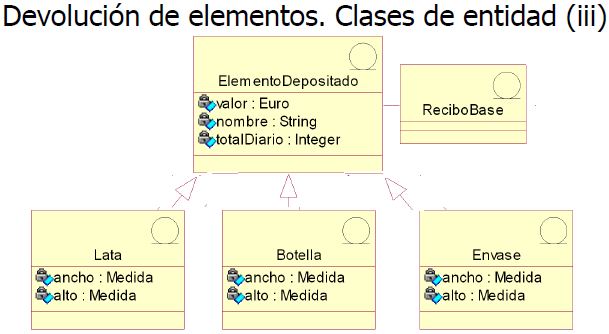 Devolución de elementos. Clases de entidad (iii)
ElementoDepositado
valor : Euro
nombre : String
totalDiario : Integer
ReciboBase
Lata
ancho : Medida
alto : Medida
Botella
ancho : Medida
alto : Medida
Envase
ancho : Medida
alto : Medida